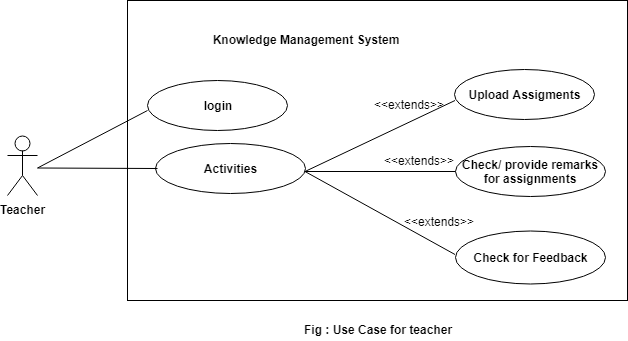 Knowledge Management System
login
Upload Assigments
<<extends>>
Activities
<<extends>>
Check/ provide remarks
for assignments
Teacher
<<extends>>
Check for Feedback
Fig : Use Case for teacher